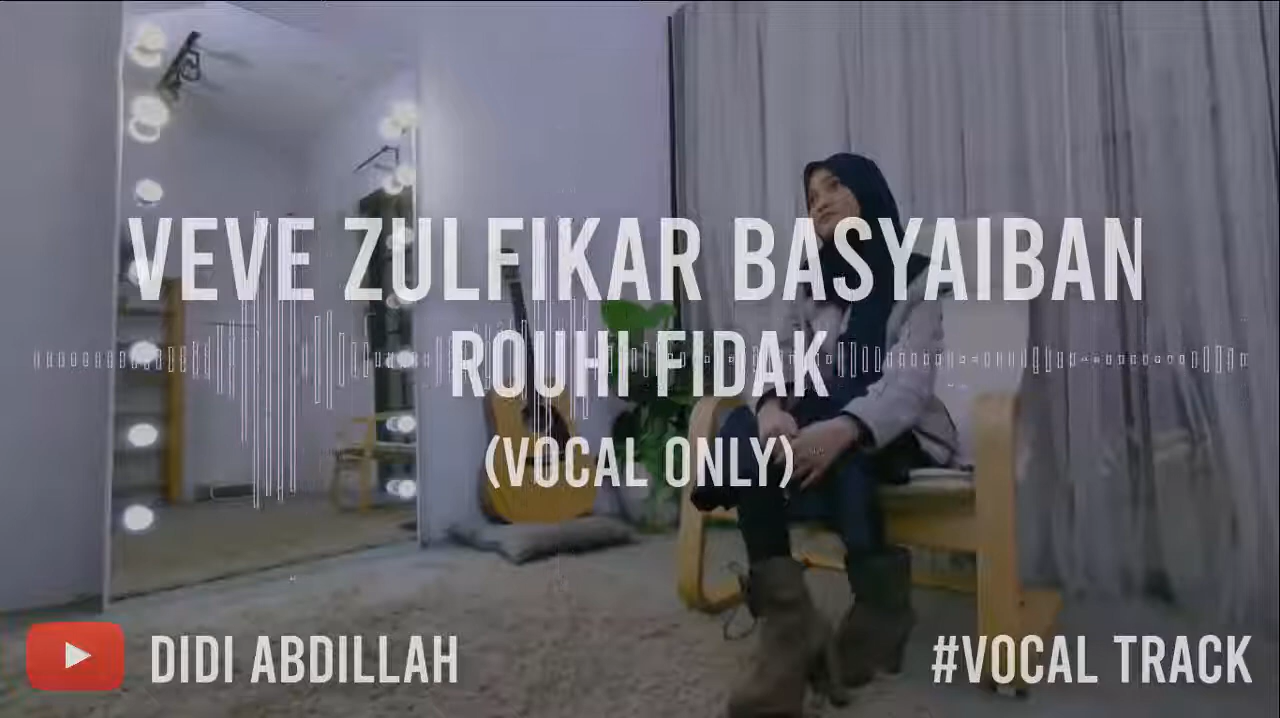 VEVE ZULFIKAR BASYAIBAN
ROUHI FIDAK
(VOCAL ONLY)
DIDI ABDILLAH
#VOCAL TRACK